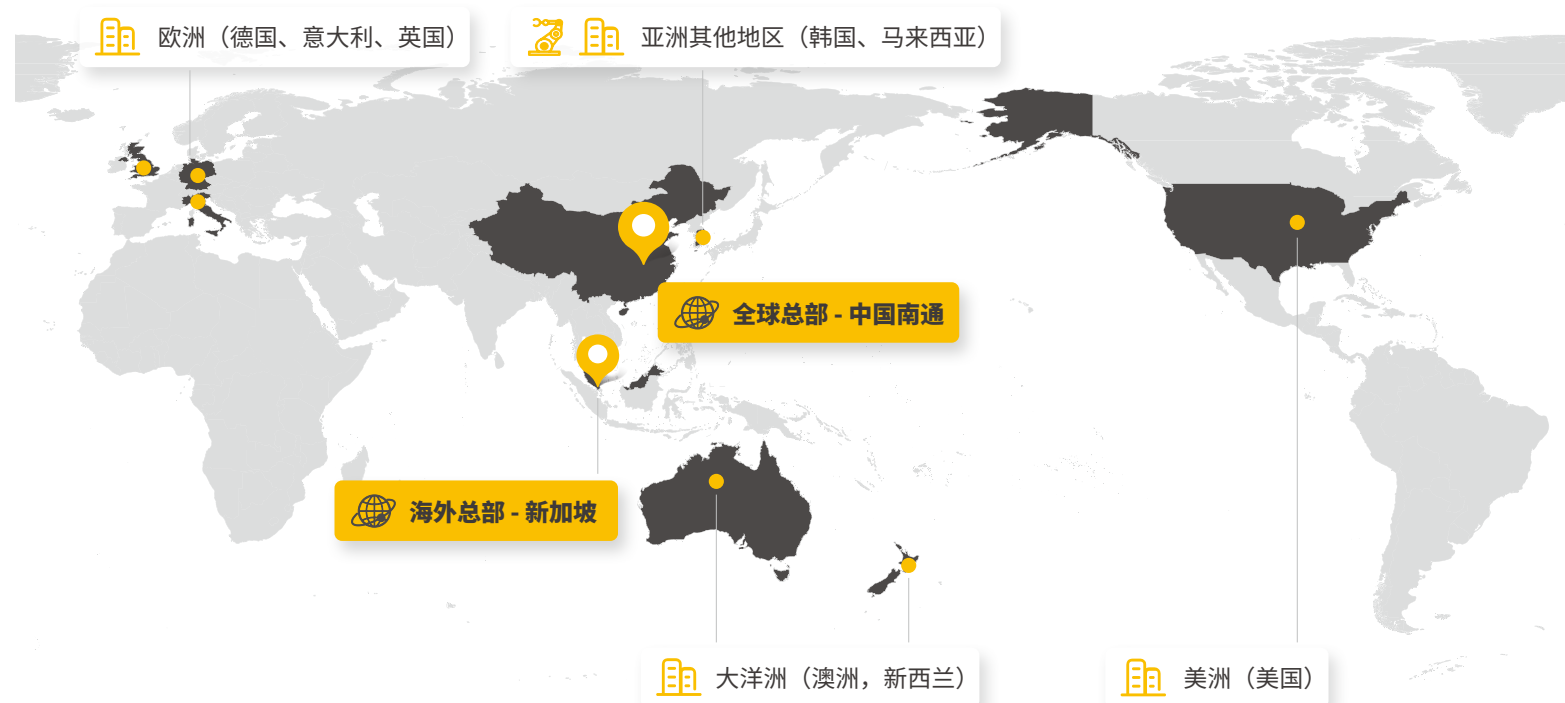 欧洲（德国、意大利、英国）
亚洲其他地区（韩国、马来西亚）
全球总部 - 中国南通
海外总部 - 新加坡
大洋洲（澳洲，新西兰）
美洲（美国）